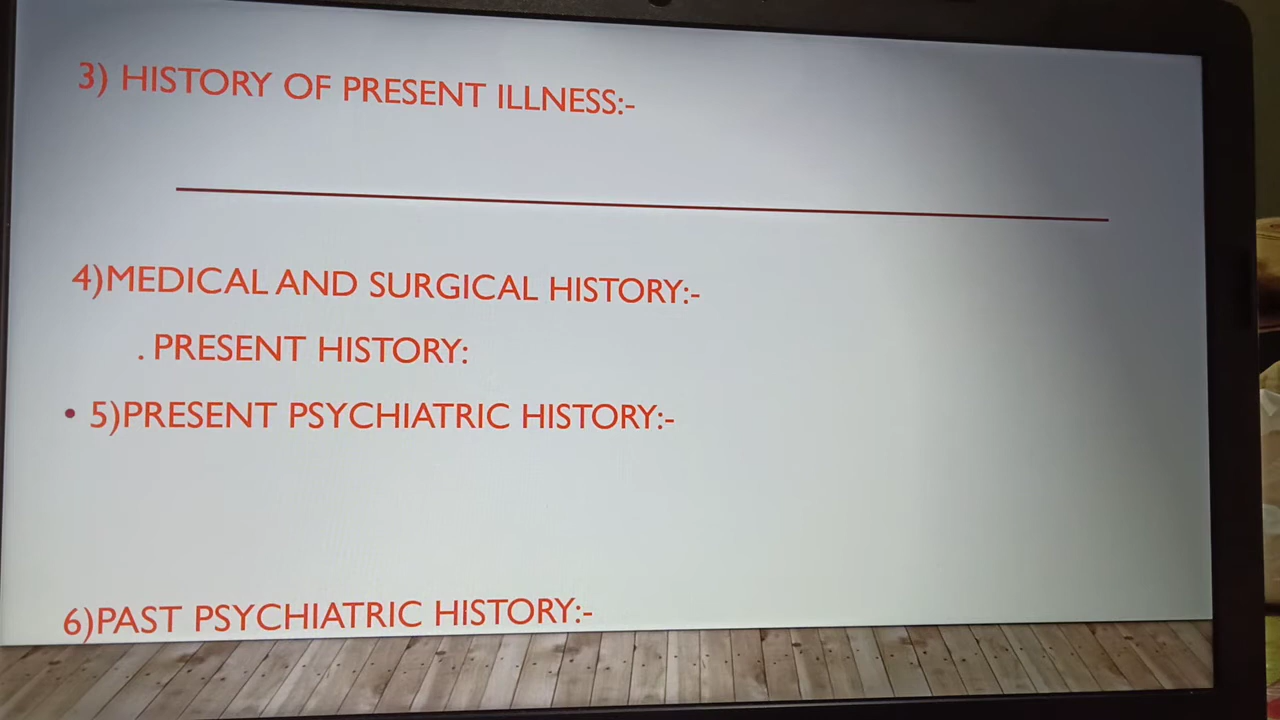 3) HISTORY OF PRESENT ILLNESS:-
4)MEDICAL AND SURGICAL HISTORY:-
. PRESENT HISTORY:
• 5)PRESENT PSYCHIATRIC HISTORY:-
6)PAST PSYCHIATRIC HISTORY:-